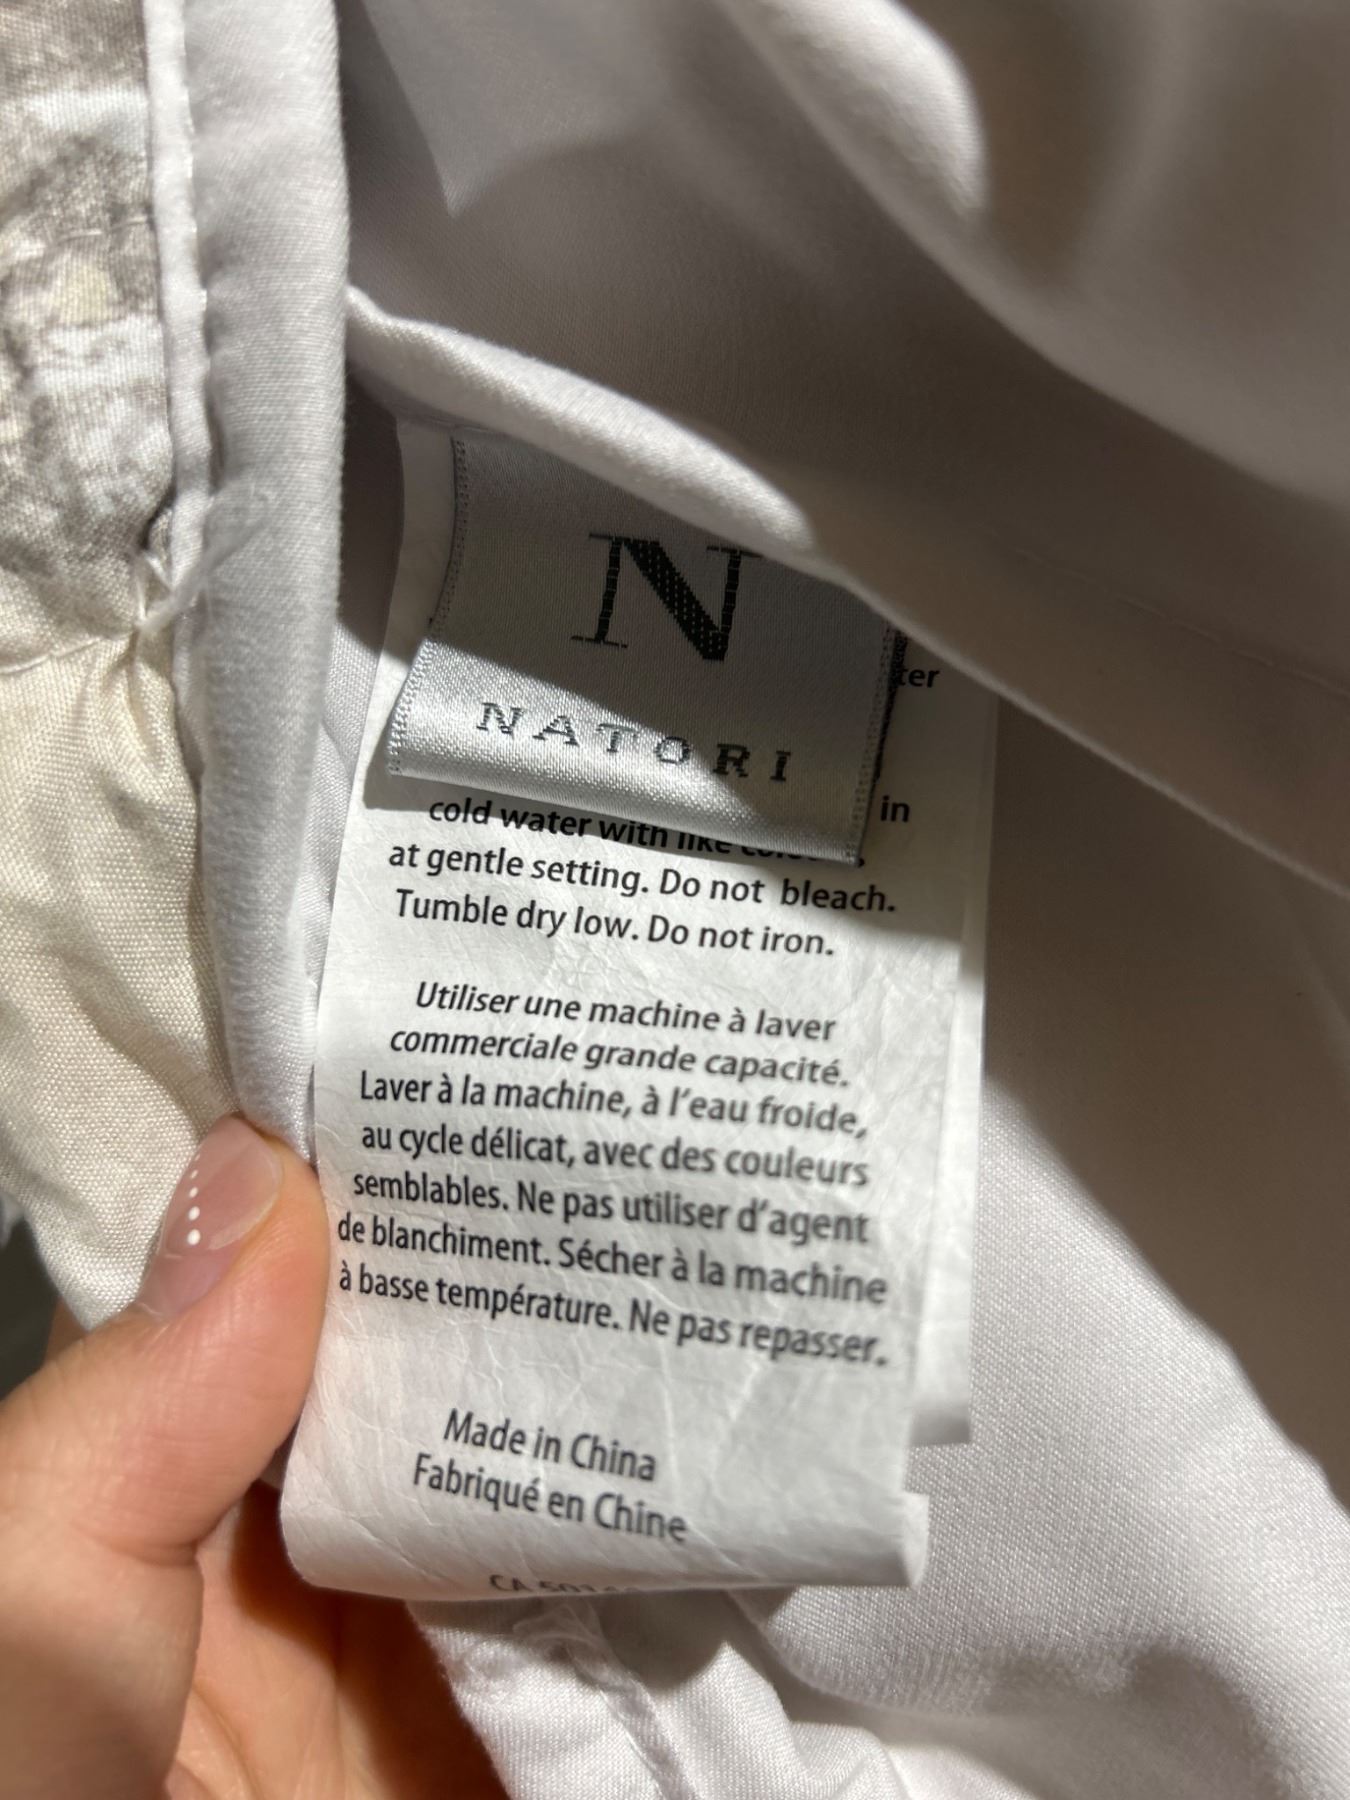 N
NATORI
ter
in
cold water with like
at gentle setting. Do not bleach.
Tumble dry low. Do not iron.
Utiliser une machine à laver
commerciale grande capacité.
Laver à la machine, à l'eau froide,
au cycle délicat, avec des couleurs
semblables. Ne pas utiliser d'agent
de blanchiment. Sécher à la machine
à basse température. Ne pas repasser.
Made in China
Fabriqué en Chine
CA